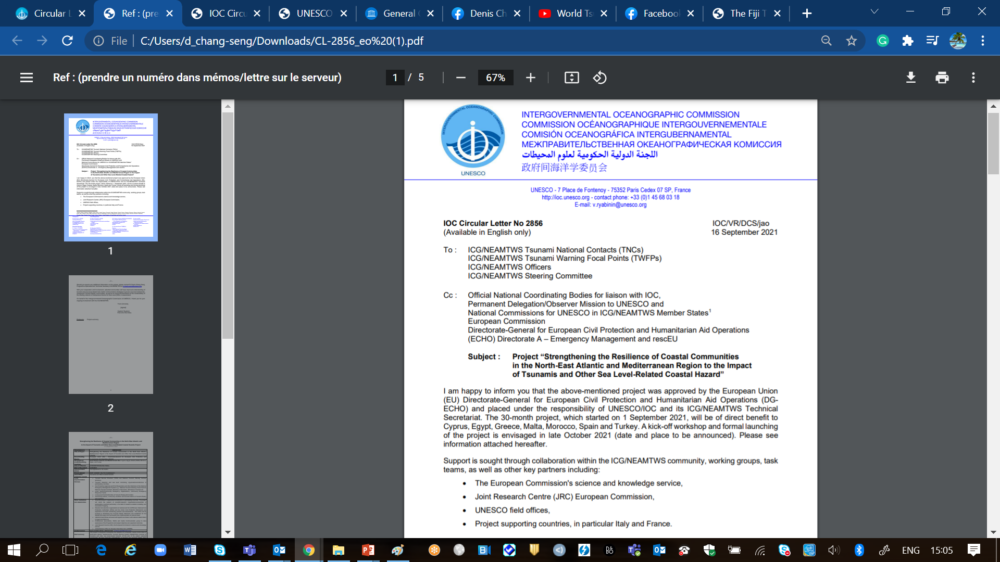 Circular L
Ref : (pre
IOC Circu
UNESCO
General
Denis Ch
World Ts
Facebook
The Fiji T
File
C:/Users/d_chang-seng/Downloads/CL-2856_eo%20(1).pdf
Ref : (prendre un numéro dans mémos/lettre sur le serveur)
1 / 5
67%
1
2
INTERGOVERNMENTAL OCEANOGRAPHIC COMMISSION
UNESCO
INTERGOVERNMENTAL OCEANOGRAPHIC COMMISSION
COMMISSION OCÉANOGRAPHIQUE INTERGOUVERNEMENTALE
COMISIÓN OCEANOGRÁFICA INTERGUBERNAMENTAL
МЕЖПРАВИТЕЛЬСТВЕННАЯ ОКЕАНОГРАФИЧЕСКАЯ КОМИССИЯ
اللجنة الدولية الحكومية لعلوم المحيطات
政府间海洋学委员会
UNESCO - 7 Place de Fontenoy - 75352 Paris Cedex 07 SP, France
http://ioc.unesco.org - contact phone: +33 (0)1 45 68 03 18
E-mail: v.ryabinin@unesco.org
IOC Circular Letter No 2856 IOC/VR/DCS/jao
(Available in English only) 16 September 2021
To : ICG/NEAMTWS Tsunami National Contacts (TNCs)
ICG/NEAMTWS Tsunami Warning Focal Points (TWFPs)
ICG/NEAMTWS Officers
ICG/NEAMTWS Steering Committee
Cc : Official National Coordinating Bodies for liaison with IOC,
Permanent Delegation/Observer Mission to UNESCO and
National Commissions for UNESCO in ICG/NEAMTWS Member States¹
European Commission
Directorate-General for European Civil Protection and Humanitarian Aid Operations
(ECHO) Directorate A – Emergency Management and rescEU
Subject : Project “Strengthening the Resilience of Coastal Communities
in the North-East Atlantic and Mediterranean Region to the Impact
of Tsunamis and Other Sea Level-Related Coastal Hazard”
I am happy to inform you that the above-mentioned project was approved by the European Union
(EU) Directorate-General for European Civil Protection and Humanitarian Aid Operations (DG-
ECHO) and placed under the responsibility of UNESCO/IOC and its ICG/NEAMTWS Technical
Secretariat. The 30-month project, which started on 1 September 2021, will be of direct benefit to
Cyprus, Egypt, Greece, Malta, Morocco, Spain and Turkey. A kick-off workshop and formal launching
of the project is envisaged in late October 2021 (date and place to be announced). Please see
information attached hereafter.
Support is sought through collaboration within the ICG/NEAMTWS community, working groups, task
teams, as well as other key partners including:
• The European Commission's science and knowledge service,
• Joint Research Centre (JRC) European Commission,
• UNESCO field offices,
• Project supporting countries, in particular Italy and France.
ENG 15:05